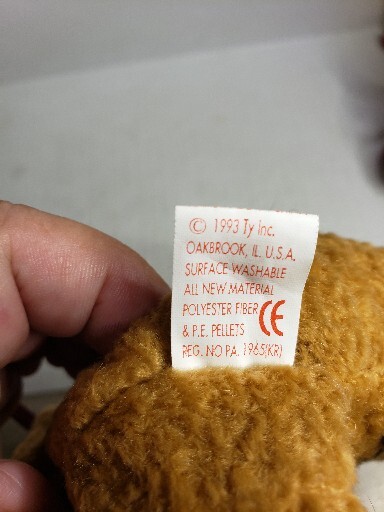 © 1993 Ty Inc.
OAKBROOK, IL. U.S.A.
SURFACE WASHABLE
ALL NEW MATERIAL
POLYESTER FIBER
& P.E. PELLETS CE
REG. NO PA. 1965(KR)